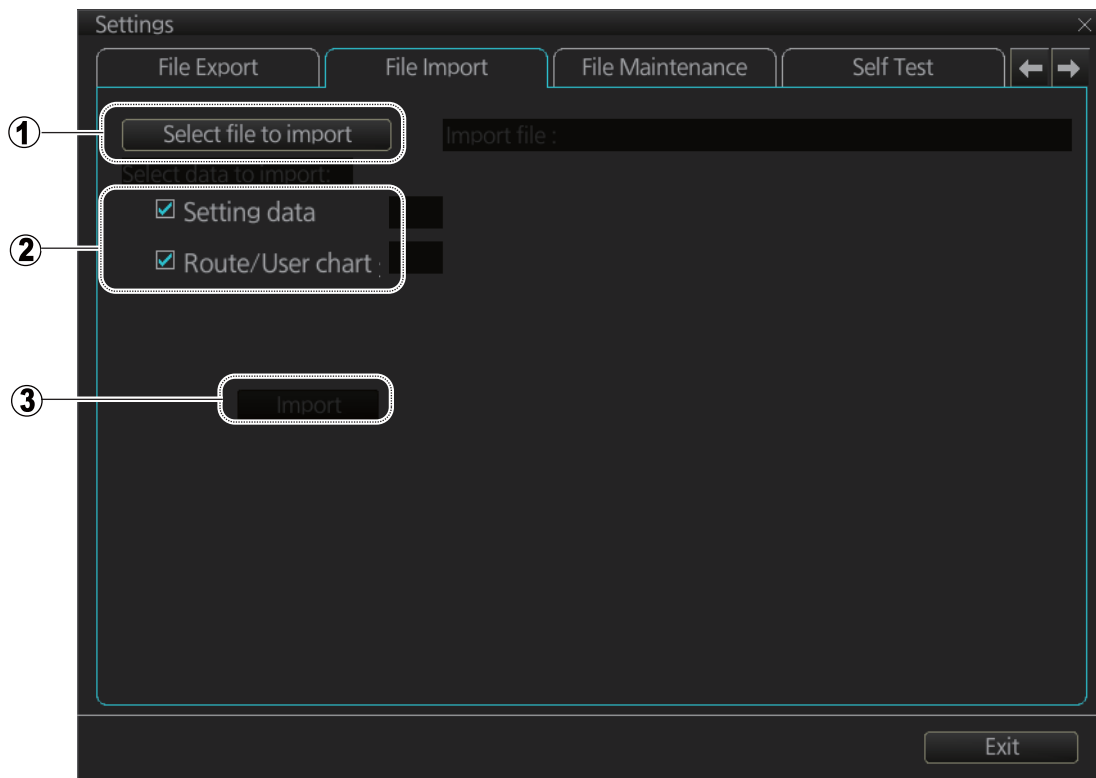 Settings
File Export File Import File Maintenance Self Test
1 Select file to import Import file :
Select data to import:
Setting data
2
Route/User chart :
3 Import
Exit